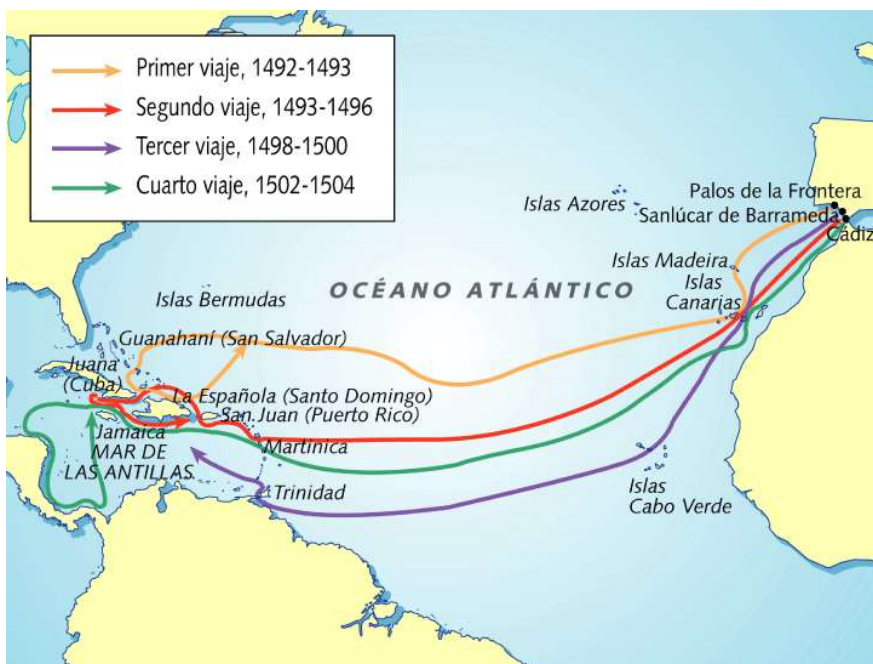 Primer viaje, 1492-1493
Segundo viaje, 1493-1496
Tercer viaje, 1498-1500
Cuarto viaje, 1502-1504
Palos de la Frontera
Islas Azores
Sanlúcar de Barrameda
Cádiz
Islas Madeira
Islas
Canarias
OCÉANO ATLÁNTICO
Islas Bermudas
Guanahaní (San Salvador)
Juana
(Cuba)
La Española (Santo Domingo)
San Juan (Puerto Rico)
Jamaica
Martinica
MAR DE
LAS ANTILLAS
Trinidad
Islas
Cabo Verde